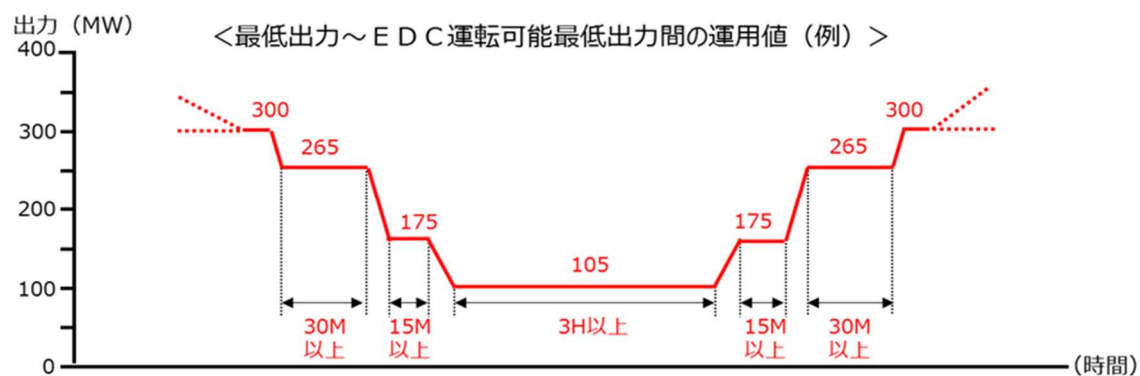 出力（MW）
＜最低出力～ＥＤＣ運転可能最低出力間の運用値（例）＞
400
300
300
300
265
265
200
175
175
105
100
30M
以上
15M
以上
3H以上
15M
以上
30M
以上
0
(時間)